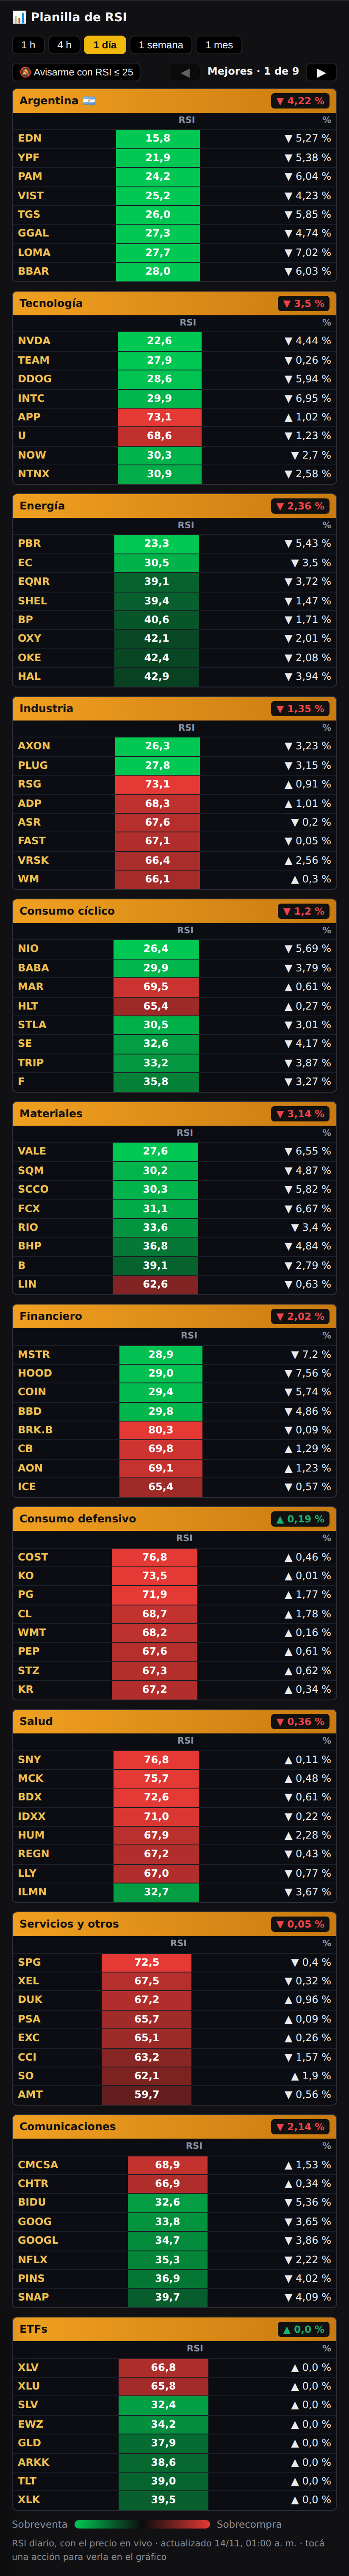 📊 Planilla de RSI
1 h 4 h 1 día 1 semana 1 mes
🔕 Avisarme con RSI ≤ 25 ◀ Mejores · 1 de 9 ▶
Argentina 🇦🇷 ▼ 4,22 %
RSI %
EDN 15,8 ▼ 5,27 %
YPF 21,9 ▼ 5,38 %
PAM 24,2 ▼ 6,04 %
VIST 25,2 ▼ 4,23 %
TGS 26,0 ▼ 5,85 %
GGAL 27,3 ▼ 4,74 %
LOMA 27,7 ▼ 7,02 %
BBAR 28,0 ▼ 6,03 %
Tecnología ▼ 3,5 %
RSI %
NVDA 22,6 ▼ 4,44 %
TEAM 27,9 ▼ 0,26 %
DDOG 28,6 ▼ 5,94 %
INTC 29,9 ▼ 6,95 %
APP 73,1 ▲ 1,02 %
U 68,6 ▼ 1,23 %
NOW 30,3 ▼ 2,7 %
NTNX 30,9 ▼ 2,58 %
Energía ▼ 2,36 %
RSI %
PBR 23,3 ▼ 5,43 %
EC 30,5 ▼ 3,5 %
EQNR 39,1 ▼ 3,72 %
SHEL 39,4 ▼ 1,47 %
BP 40,6 ▼ 1,71 %
OXY 42,1 ▼ 2,01 %
OKE 42,4 ▼ 2,08 %
HAL 42,9 ▼ 3,94 %
Industria ▼ 1,35 %
RSI %
AXON 26,3 ▼ 3,23 %
PLUG 27,8 ▼ 3,15 %
RSG 73,1 ▲ 0,91 %
ADP 68,3 ▲ 1,01 %
ASR 67,6 ▼ 0,2 %
FAST 67,1 ▼ 0,05 %
VRSK 66,4 ▲ 2,56 %
WM 66,1 ▲ 0,3 %
Consumo cíclico ▼ 1,2 %
RSI %
NIO 26,4 ▼ 5,69 %
BABA 29,9 ▼ 3,79 %
MAR 69,5 ▲ 0,61 %
HLT 65,4 ▲ 0,27 %
STLA 30,5 ▼ 3,01 %
SE 32,6 ▼ 4,17 %
TRIP 33,2 ▼ 3,87 %
F 35,8 ▼ 3,27 %
Materiales ▼ 3,14 %
RSI %
VALE 27,6 ▼ 6,55 %
SQM 30,2 ▼ 4,87 %
SCCO 30,3 ▼ 5,82 %
FCX 31,1 ▼ 6,67 %
RIO 33,6 ▼ 3,4 %
BHP 36,8 ▼ 4,84 %
B 39,1 ▼ 2,79 %
LIN 62,6 ▼ 0,63 %
Financiero ▼ 2,02 %
RSI %
MSTR 28,9 ▼ 7,2 %
HOOD 29,0 ▼ 7,56 %
COIN 29,4 ▼ 5,74 %
BBD 29,8 ▼ 4,86 %
BRK.B 80,3 ▼ 0,09 %
CB 69,8 ▲ 1,29 %
AON 69,1 ▲ 1,23 %
ICE 65,4 ▼ 0,57 %
Consumo defensivo ▲ 0,19 %
RSI %
COST 76,8 ▲ 0,46 %
KO 73,5 ▲ 0,01 %
PG 71,9 ▲ 1,77 %
CL 68,7 ▲ 1,78 %
WMT 68,2 ▲ 0,16 %
PEP 67,6 ▲ 0,61 %
STZ 67,3 ▲ 0,62 %
KR 67,2 ▲ 0,34 %
Salud ▼ 0,36 %
RSI %
SNY 76,8 ▲ 0,11 %
MCK 75,7 ▲ 0,48 %
BDX 72,6 ▼ 0,61 %
IDXX 71,0 ▼ 0,22 %
HUM 67,9 ▲ 2,28 %
REGN 67,2 ▼ 0,43 %
LLY 67,0 ▼ 0,77 %
ILMN 32,7 ▼ 3,67 %
Servicios y otros ▼ 0,05 %
RSI %
SPG 72,5 ▼ 0,4 %
XEL 67,5 ▼ 0,32 %
DUK 67,2 ▲ 0,96 %
PSA 65,7 ▲ 0,09 %
EXC 65,1 ▲ 0,26 %
CCI 63,2 ▼ 1,57 %
SO 62,1 ▲ 1,9 %
AMT 59,7 ▼ 0,56 %
Comunicaciones ▼ 2,14 %
RSI %
CMCSA 68,9 ▲ 1,53 %
CHTR 66,9 ▲ 0,34 %
BIDU 32,6 ▼ 5,36 %
GOOG 33,8 ▼ 3,65 %
GOOGL 34,7 ▼ 3,86 %
NFLX 35,3 ▼ 2,22 %
PINS 36,9 ▼ 4,02 %
SNAP 39,7 ▼ 4,09 %
ETFs ▲ 0,0 %
RSI %
XLV 66,8 ▲ 0,0 %
XLU 65,8 ▲ 0,0 %
SLV 32,4 ▲ 0,0 %
EWZ 34,2 ▲ 0,0 %
GLD 37,9 ▲ 0,0 %
ARKK 38,6 ▲ 0,0 %
TLT 39,0 ▲ 0,0 %
XLK 39,5 ▲ 0,0 %
Sobreventa Sobrecompra
RSI diario, con el precio en vivo · actualizado 14/11, 01:00 a. m. · tocá
una acción para verla en el gráfico